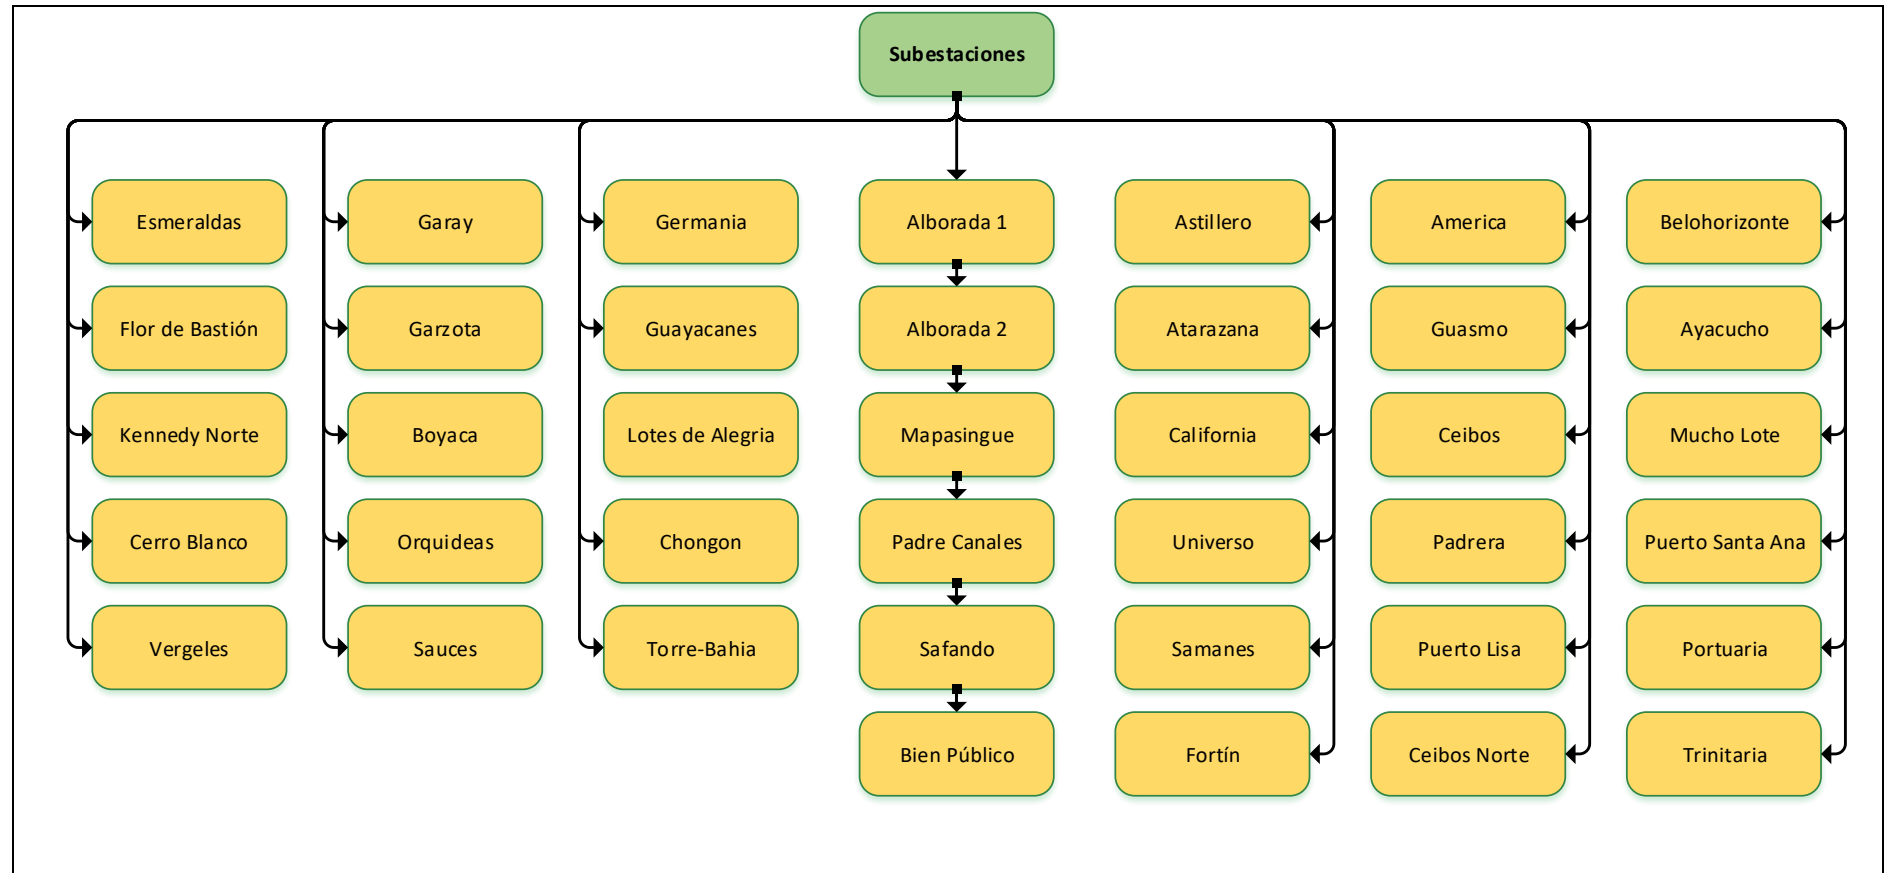 Subestaciones
Esmeraldas
Garay
Germania
Alborada 1
Astillero
America
Belohorizonte
Flor de Bastión
Garzota
Guayacanes
Alborada 2
Atarazana
Guasmo
Ayacucho
Kennedy Norte
Boyaca
Lotes de Alegria
Mapasingue
California
Ceibos
Mucho Lote
Cerro Blanco
Orquideas
Chongon
Padre Canales
Universo
Padrera
Puerto Santa Ana
Vergeles
Sauces
Torre-Bahia
Safando
Samanes
Puerto Lisa
Portuaria
Bien Público
Fortín
Ceibos Norte
Trinitaria